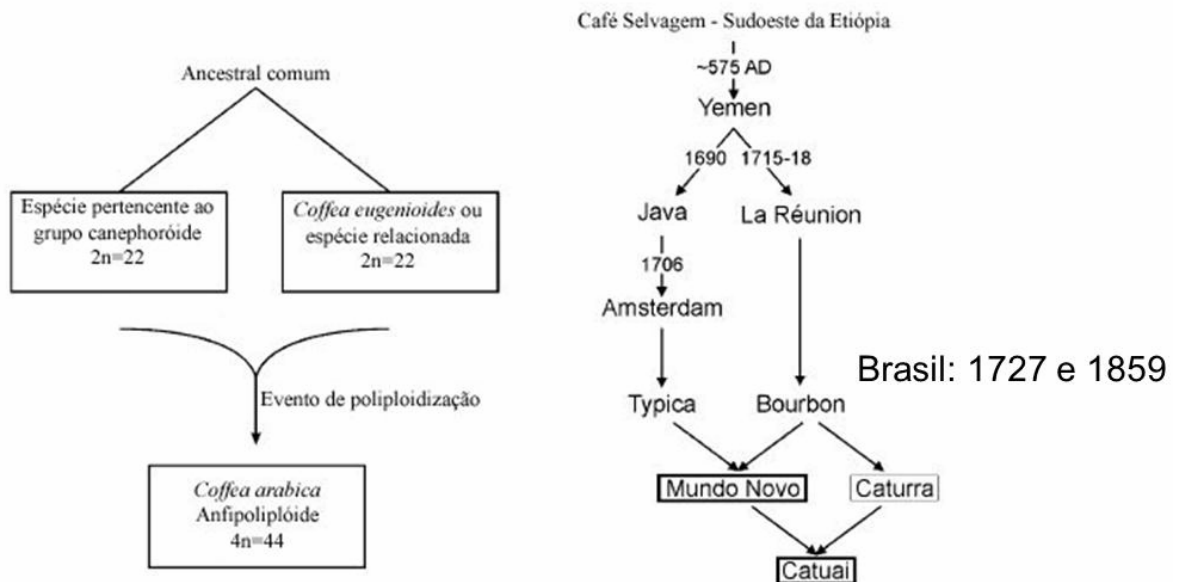 Ancestral comum
Espécie pertencente ao
grupo canephoróide
2n=22
Coffea eugenioides ou
espécie relacionada
2n=22
Evento de poliploidização
Coffea arabica
Anfipoliplóide
4n=44
Café Selvagem - Sudoeste da Etiópia
~575 AD
Yemen
1690 1715-18
Java La Réunion
1706
Amsterdam
Brasil: 1727 e 1859
Typica Bourbon
Mundo Novo Caturra
Catuai